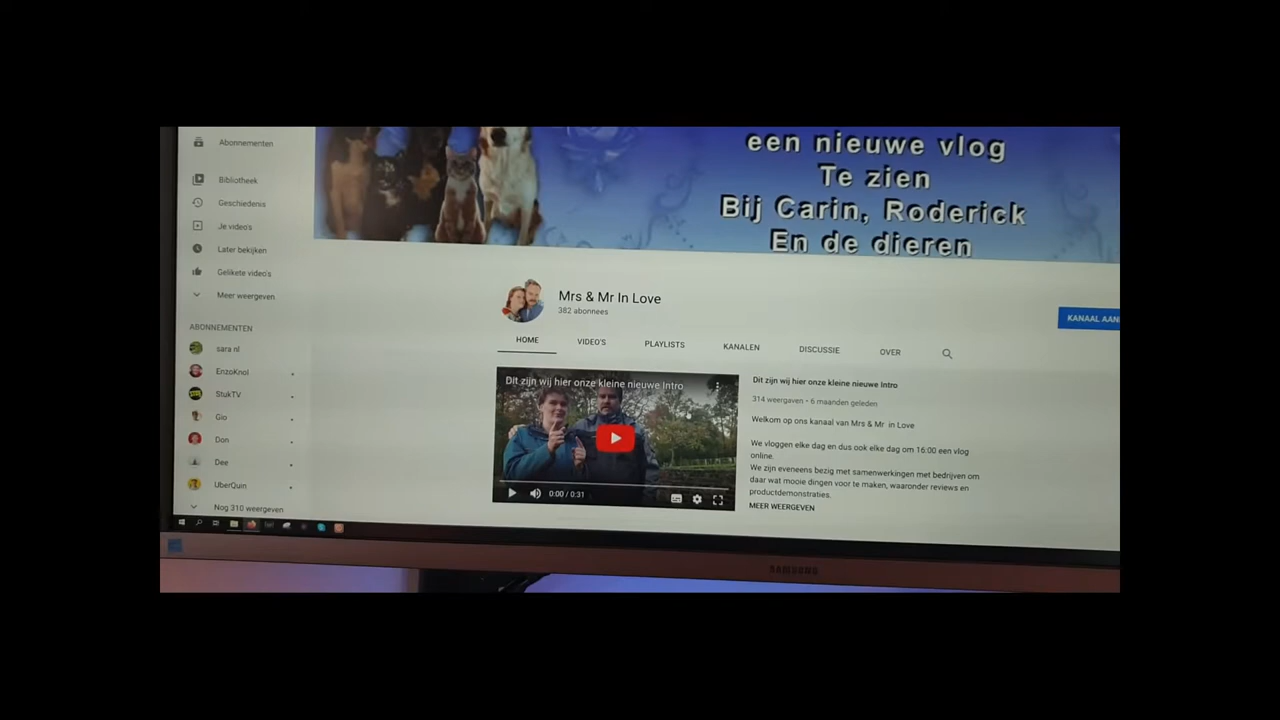 Abonnementen
Bibliotheek
Geschiedenis
Je video's
Later bekijken
Gelikete video's
Meer weergeven
ABONNEMENTEN
sara nl
EnzoKnol
StukTV
Gio
Don
Dee
UberQuin
Nog 310 weergeven
een nieuwe vlog
Te zien
Bij Carin, Roderick
En de dieren
Mrs & Mr In Love
382 abonnees
KANAAL AAN
HOME VIDEO'S PLAYLISTS KANALEN DISCUSSIE OVER
Dit zijn wij hier onze kleine nieuwe Intro
0:00 / 0:31
Dit zijn wij hier onze kleine nieuwe Intro
314 weergaven • 6 maanden geleden
Welkom op ons kanaal van Mrs & Mr in Love
We vloggen elke dag en dus ook elke dag om 16:00 een vlog
online.
We zijn eveneens bezig met samenwerkingen met bedrijven om
daar wat mooie dingen voor te maken, waaronder reviews en
productdemonstraties.
MEER WEERGEVEN
SAMSUNG